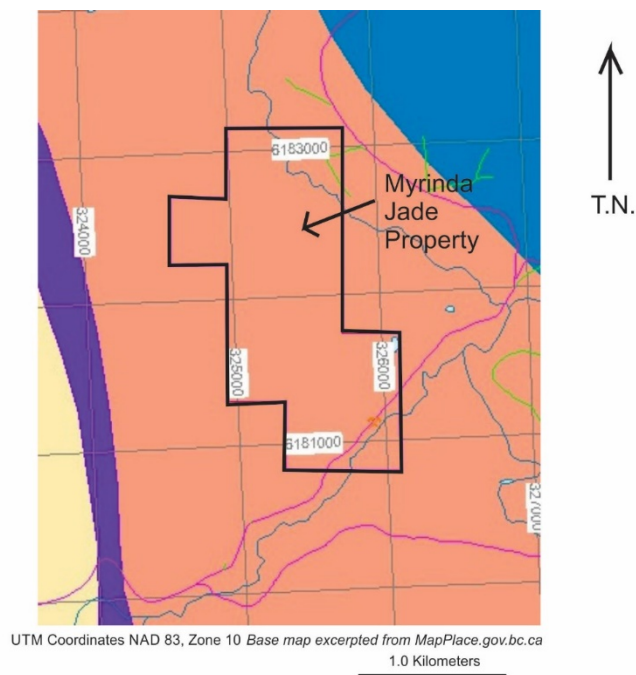 6183000
Myrinda
Jade
Property
T.N.
324000
325000
326000
6181000
327000
UTM Coordinates NAD 83, Zone 10 Base map excerpted from MapPlace.gov.bc.ca
1.0 Kilometers